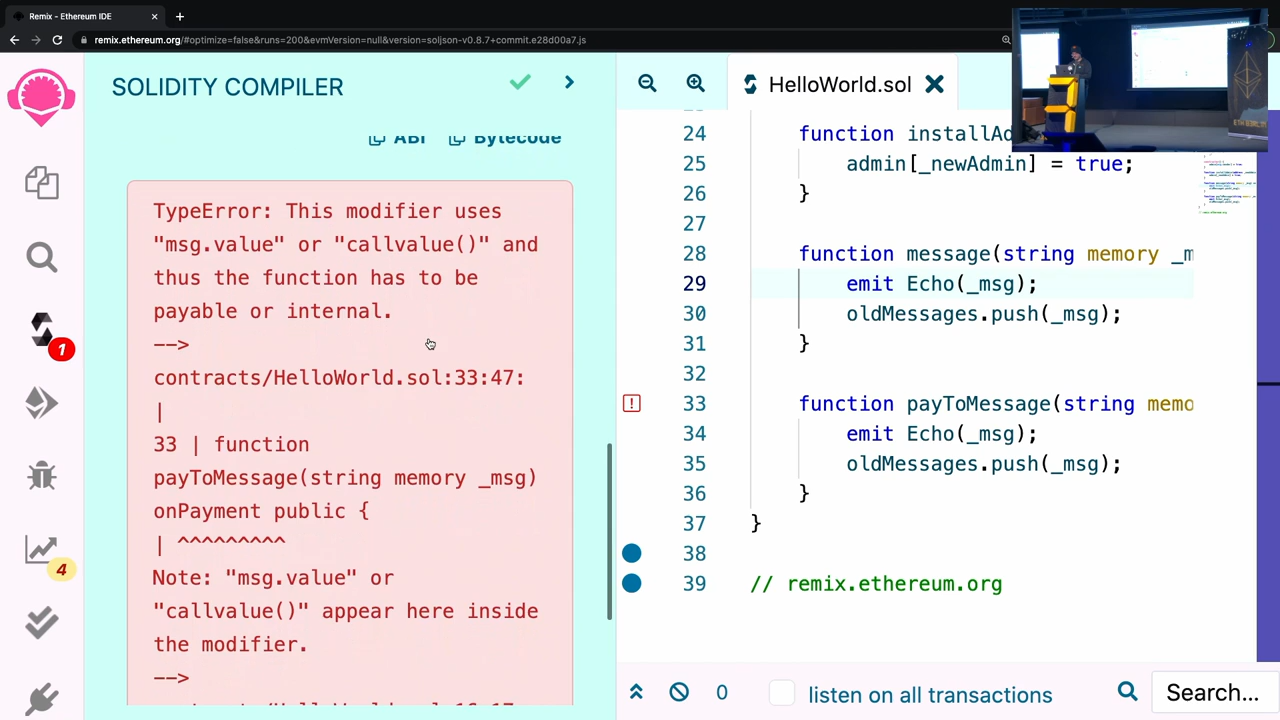 Remix - Ethereum IDE
remix.ethereum.org/#optimize=false&runs=200&evmVersion=null&version=soljson-v0.8.7+commit.e28d00a7.js
SOLIDITY COMPILER
ABI Bytecode
TypeError: This modifier uses
"msg.value" or "callvalue()" and
thus the function has to be
payable or internal.
-->
contracts/HelloWorld.sol:33:47:
|
33 | function
payToMessage(string memory _msg)
onPayment public {
| ^^^^^^^^^
Note: "msg.value" or
"callvalue()" appear here inside
the modifier.
-->
1
4
HelloWorld.sol
24 function installAd
25 admin[_newAdmin] = true;
26 }
27
28 function message(string memory _m
29 emit Echo(_msg);
30 oldMessages.push(_msg);
31 }
32
33 function payToMessage(string memo
34 emit Echo(_msg);
35 oldMessages.push(_msg);
36 }
37 }
38
39 // remix.ethereum.org
0 listen on all transactions Search...